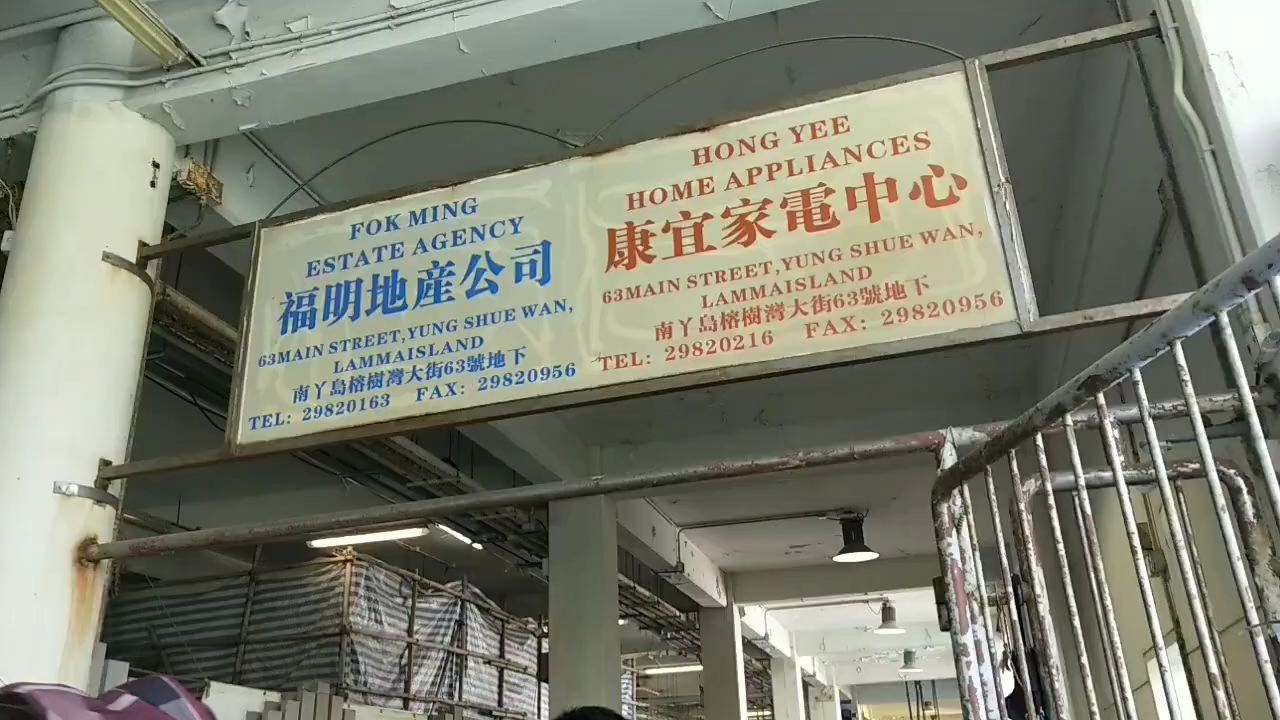 FOK MING
ESTATE AGENCY
福明地產公司
63MAIN STREET,YUNG SHUE WAN,
LAMMAISLAND
南丫島榕樹灣大街63號地下
TEL: 29820163 FAX: 29820956
HONG YEE
HOME APPLIANCES
康宜家電中心
63MAIN STREET,YUNG SHUE WAN,
LAMMAISLAND
南丫島榕樹灣大街63號地下
TEL: 29820216 FAX: 29820956